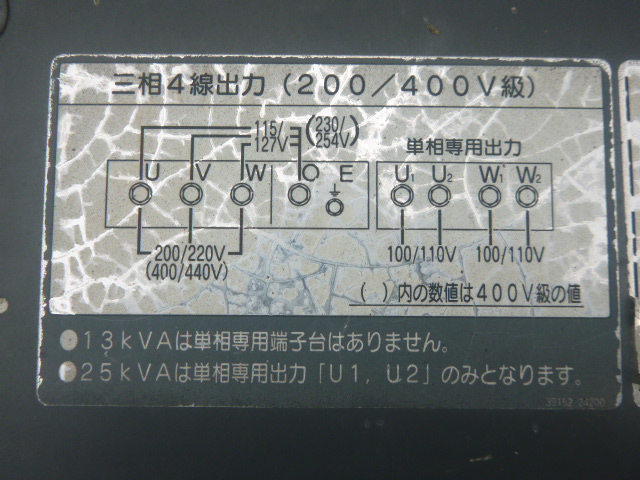 三相4線出力(200/400V級)
115/ (230/
127V 254V)
単相専用出力
U V W O E U₁ U₂ W₁ W₂
200/220V 100/110V 100/110V
(400/440V)
( )内の数値は400V級の値
●13kVAは単相専用端子台はありません。
●25kVAは単相専用出力「U1, U2」のみとなります。
39152 04200